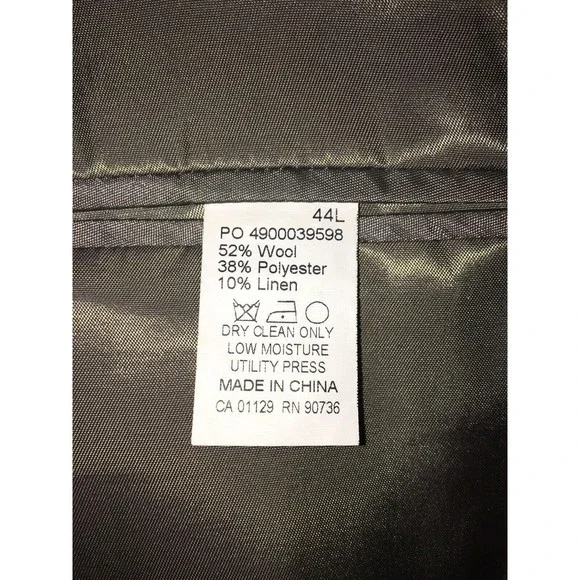 44L
PO 4900039598
52% Wool
38% Polyester
10% Linen
DRY CLEAN ONLY
LOW MOISTURE
UTILITY PRESS
MADE IN CHINA
CA 01129 RN 90736